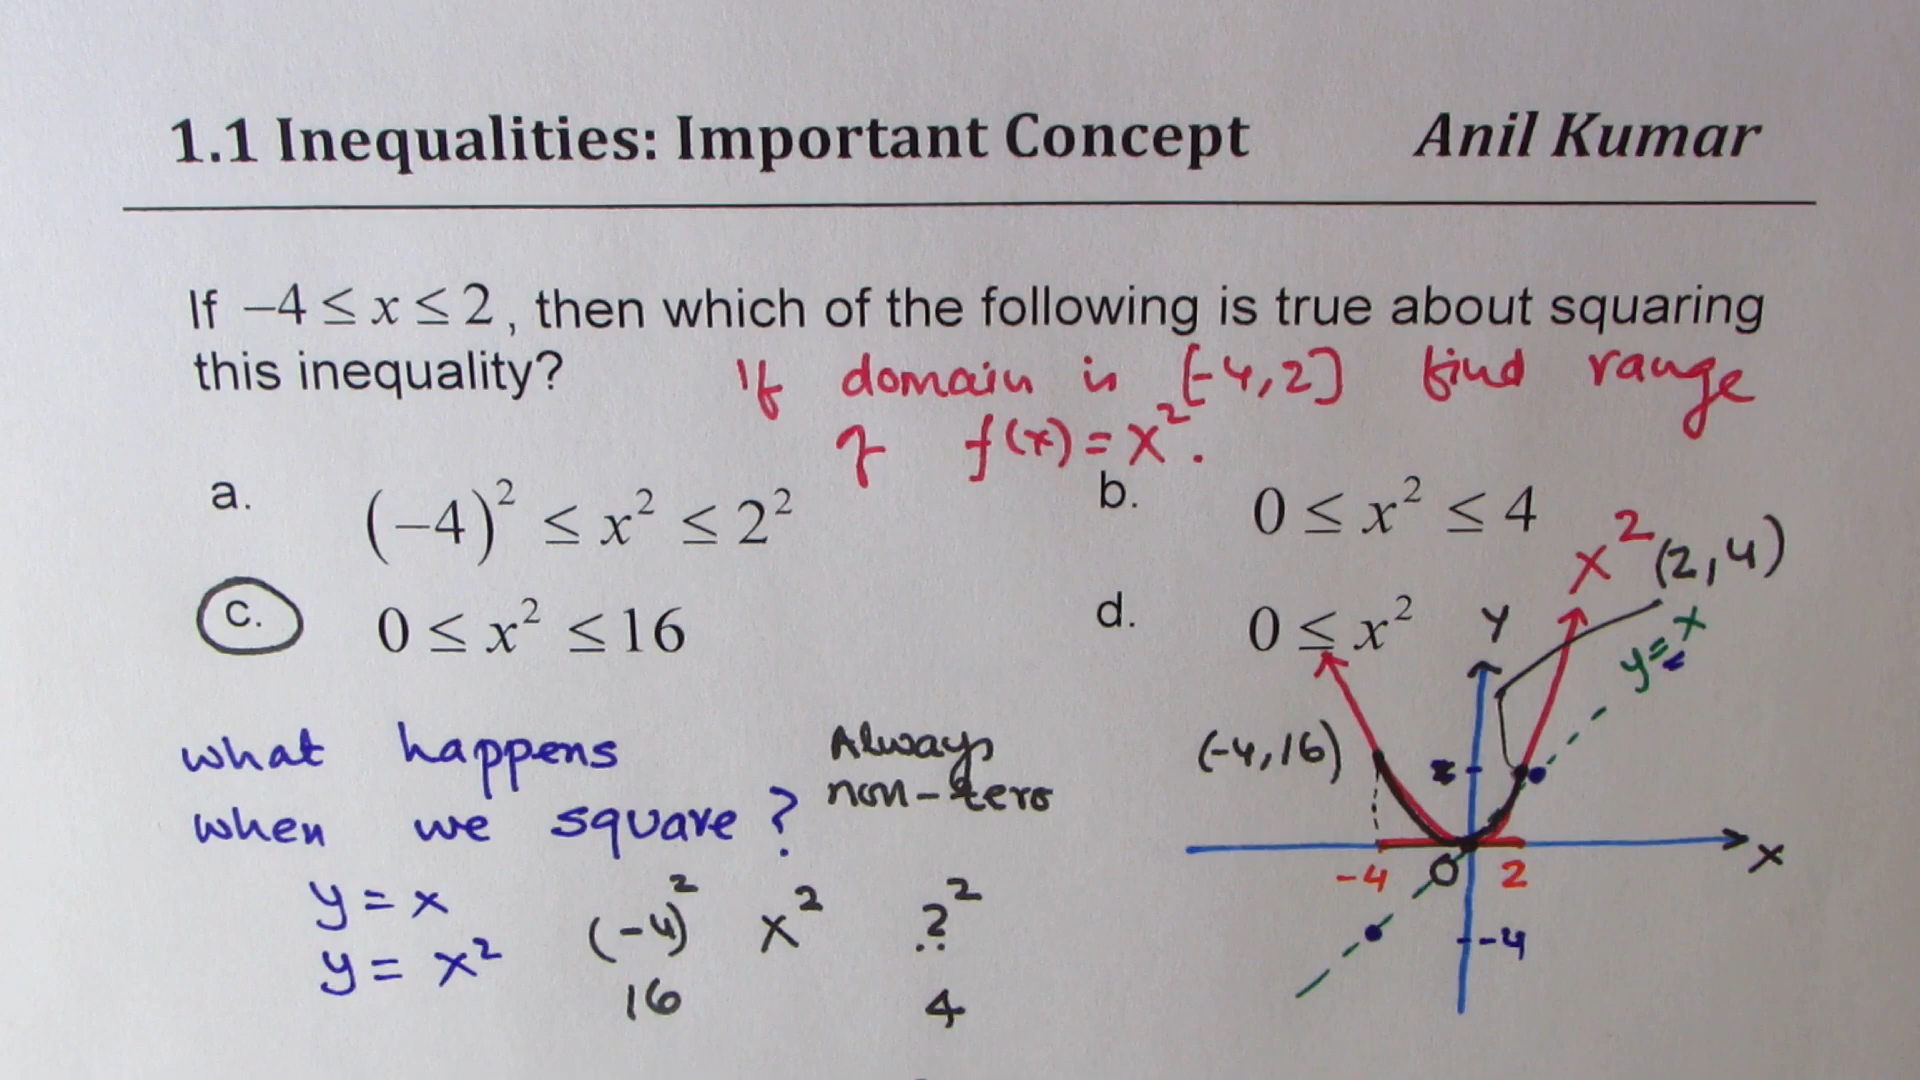 1.1 Inequalities: Important Concept Anil Kumar
If −4 ≤ x ≤ 2, then which of the following is true about squaring
this inequality?
If domain is [-4,2] find range
of f(x) = x².
a. (−4)² ≤ x² ≤ 2²
b. 0 ≤ x² ≤ 4
c. 0 ≤ x² ≤ 16
d. 0 ≤ x²
what happens
when we square?
Always
non-zero
y = x
y = x²
(-4)² x² 2²
16 4
x²
(2,4)
y
y = x
(-4,16)
2
-4 0 2
x
-4